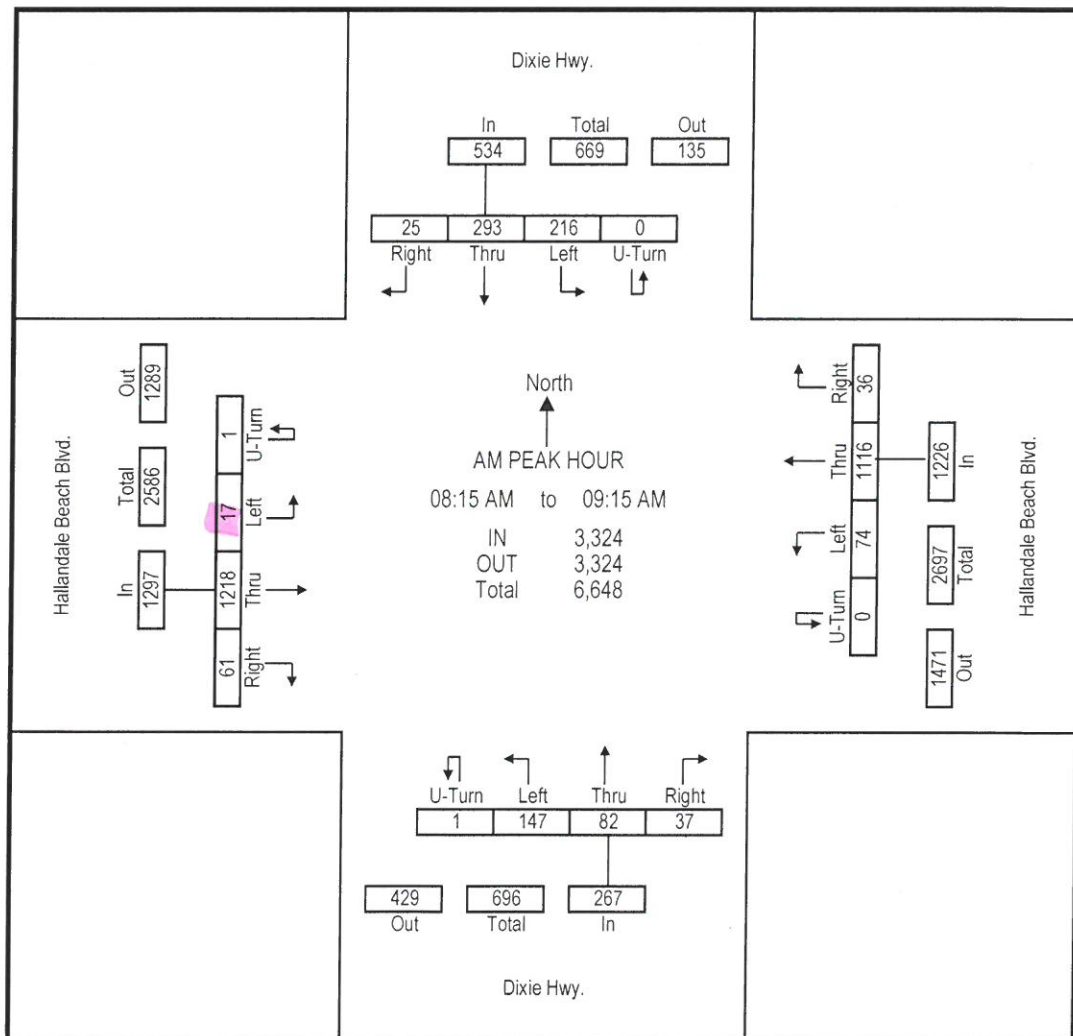 Dixie Hwy.
In Total Out
534 669 135
25 293 216 0
Right Thru Left U-Turn
Hallandale Beach Blvd.
Out Total In
1289 2586 1297
1 17 1218 61
U-Turn Left Thru Right
North
AM PEAK HOUR
08:15 AM to 09:15 AM
IN 3,324
OUT 3,324
Total 6,648
Right Thru Left U-Turn
36 1116 74 0
1226 2697 1471
In Total Out
Hallandale Beach Blvd.
U-Turn Left Thru Right
1 147 82 37
429 696 267
Out Total In
Dixie Hwy.